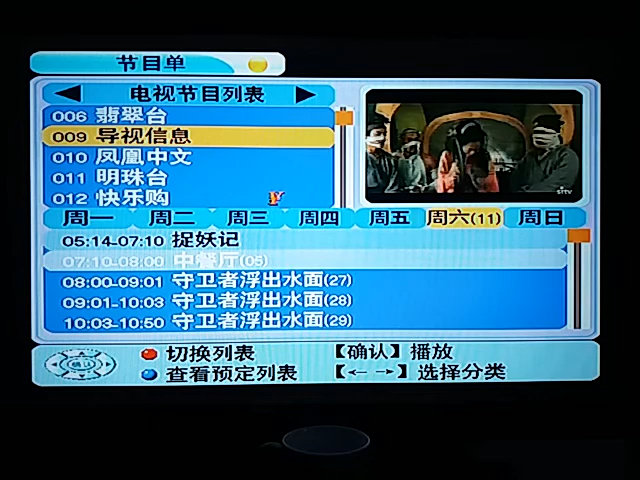 节目单
电视节目列表
006 翡翠台
009 导视信息
010 凤凰中文
011 明珠台
012 快乐购
STTV
周一 周二 周三 周四 周五 周六(11) 周日
05:14-07:10 捉妖记
07:10-08:00 中餐厅(05)
08:00-09:01 守卫者浮出水面(27)
09:01-10:03 守卫者浮出水面(28)
10:03-10:50 守卫者浮出水面(29)
确认
切换列表 【确认】播放
查看预定列表 【←→】选择分类